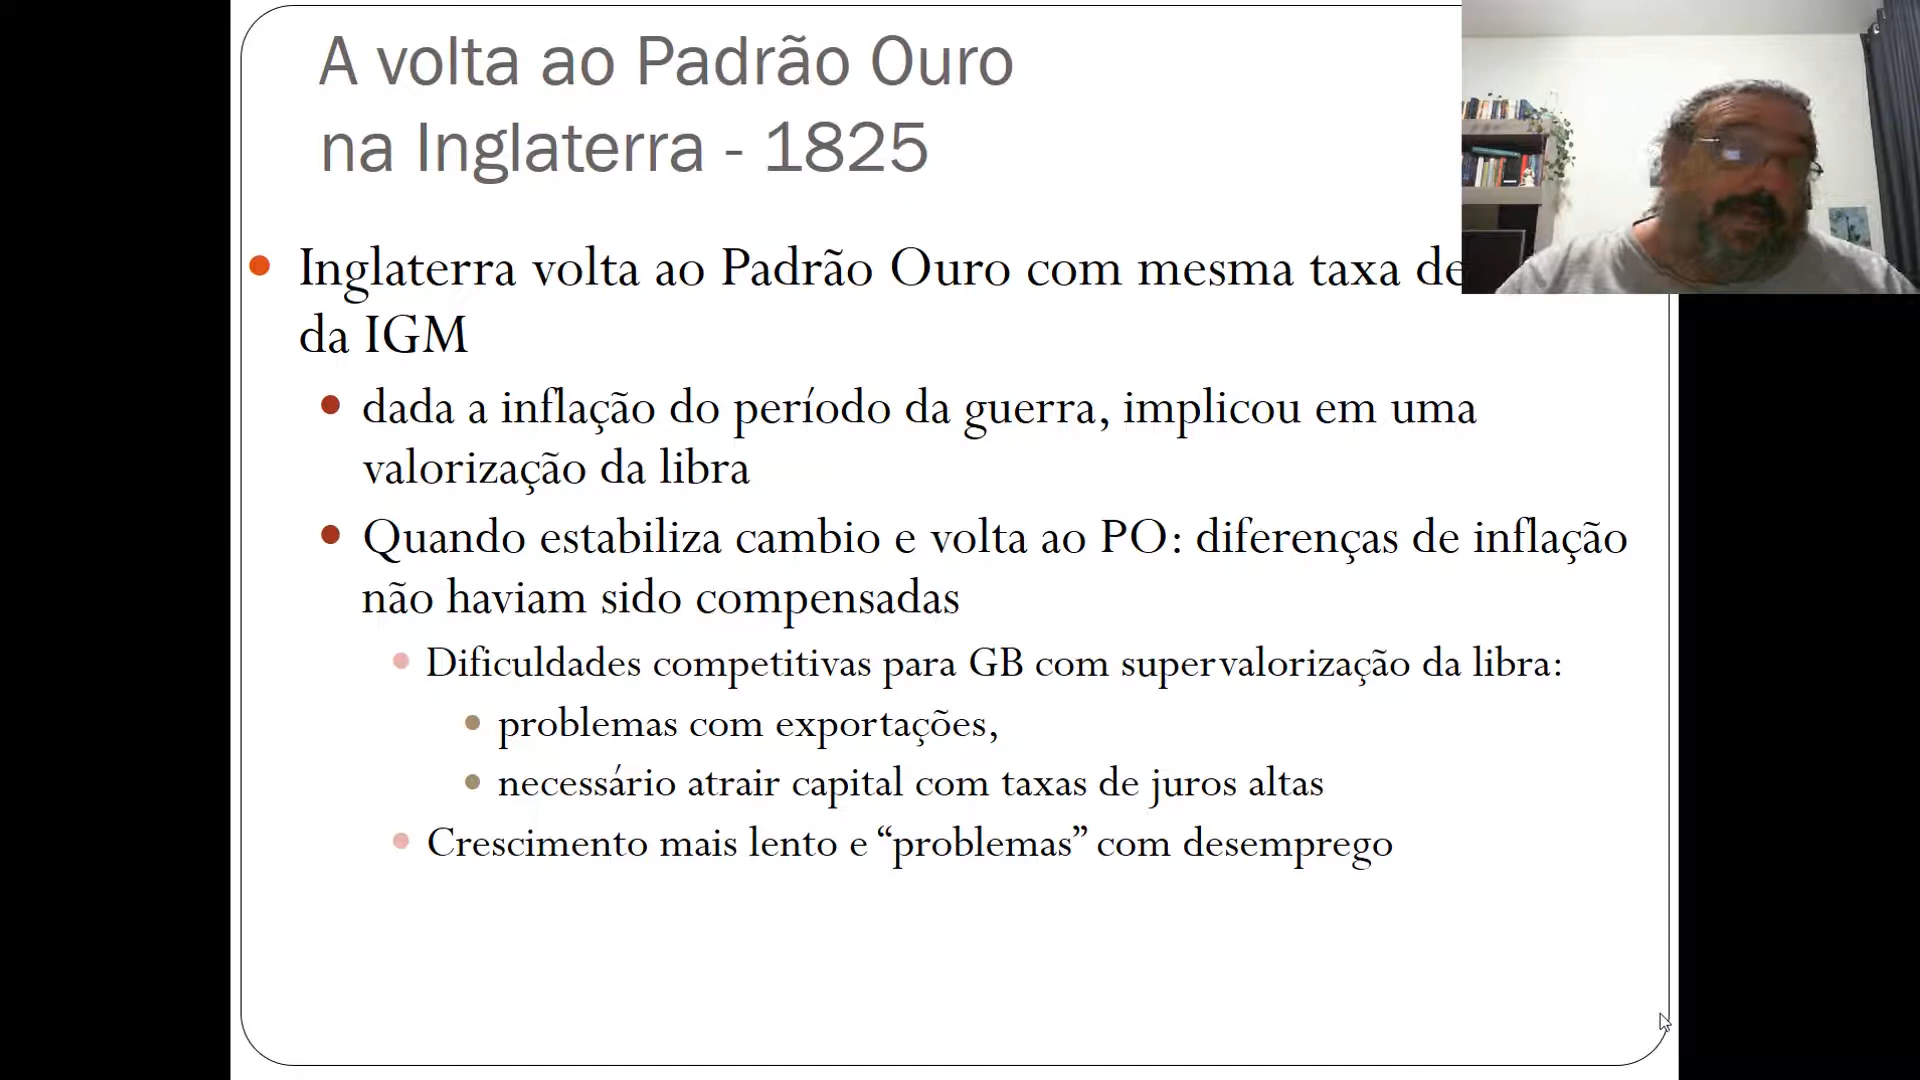 A volta ao Padrão Ouro
na Inglaterra - 1825
Inglaterra volta ao Padrão Ouro com mesma taxa de
da IGM
dada a inflação do período da guerra, implicou em uma
valorização da libra
Quando estabiliza cambio e volta ao PO: diferenças de inflação
não haviam sido compensadas
Dificuldades competitivas para GB com supervalorização da libra:
problemas com exportações,
necessário atrair capital com taxas de juros altas
Crescimento mais lento e “problemas” com desemprego